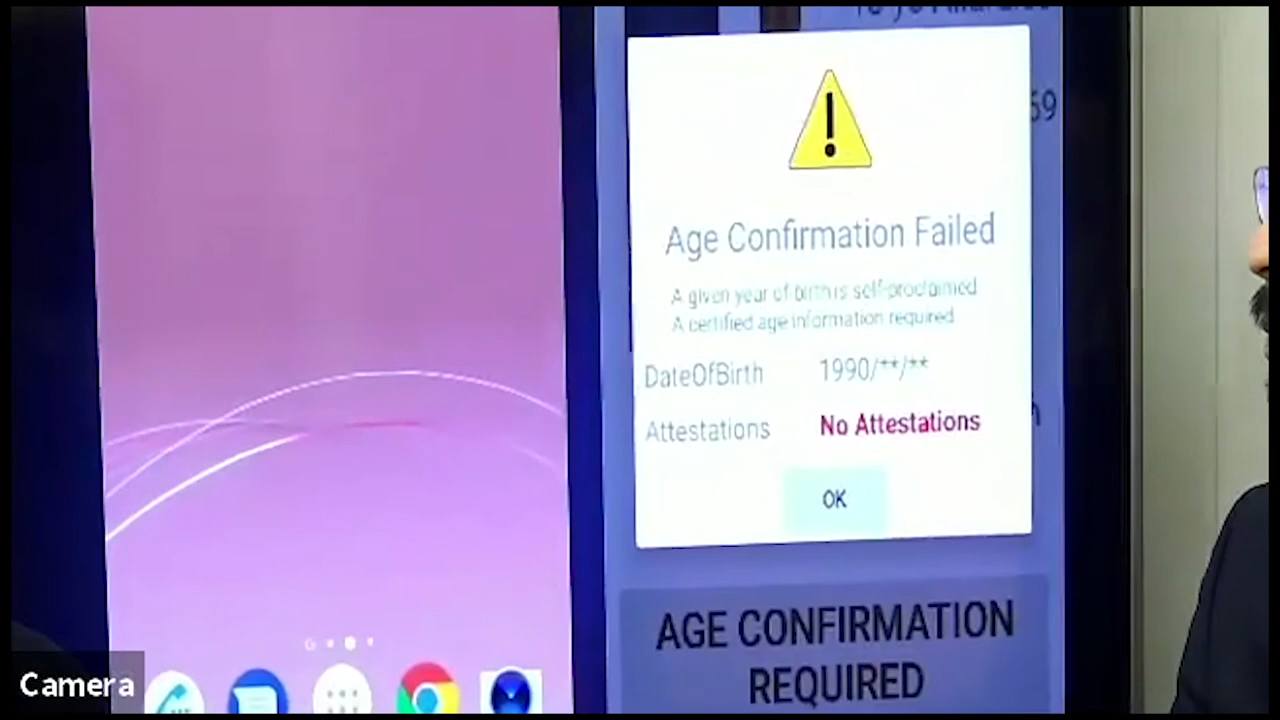 69
Age Confirmation Failed
A given year of birth is self-proclaimed
A certified age information required
DateOfBirth 1990/**/**
Attestations No Attestations
OK
AGE CONFIRMATION
REQUIRED
Camera